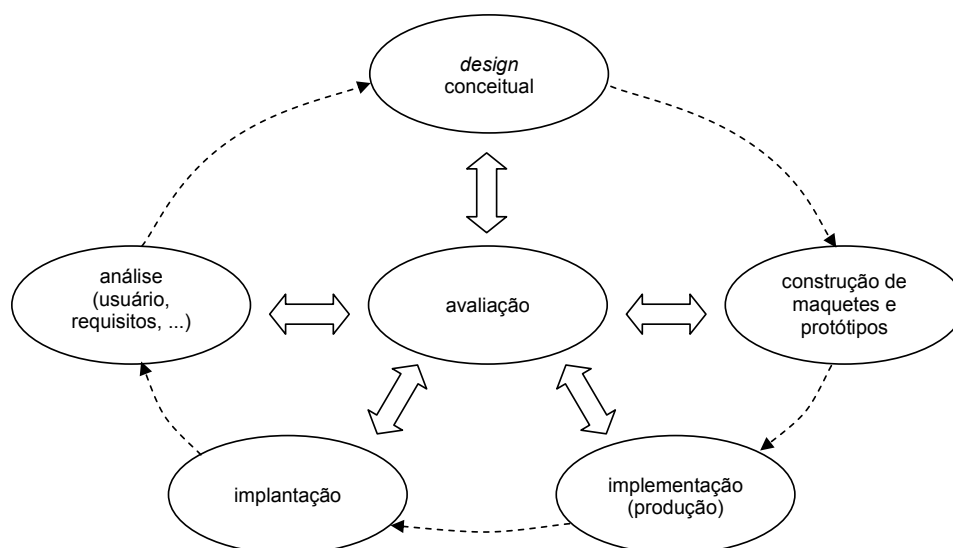 design
conceitual
análise
(usuário,
requisitos, ...)
avaliação
construção de
maquetes e
protótipos
implantação
implementação
(produção)